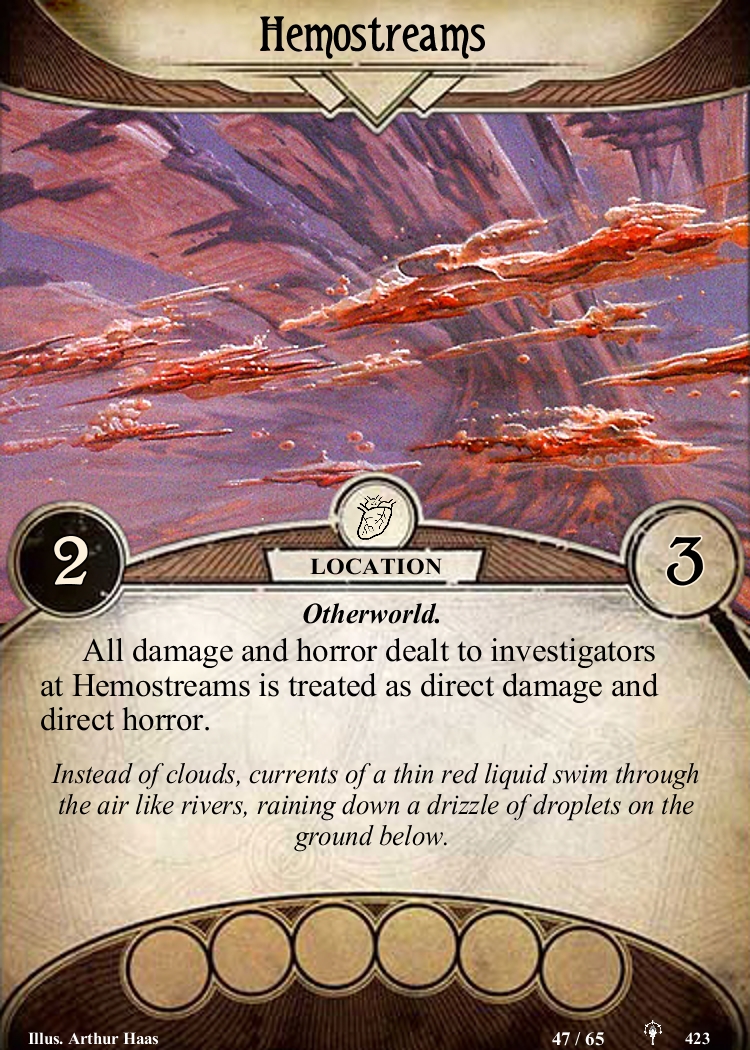 Hemostreams
2
LOCATION
3
Otherworld.
All damage and horror dealt to investigators
at Hemostreams is treated as direct damage and
direct horror.
Instead of clouds, currents of a thin red liquid swim through
the air like rivers, raining down a drizzle of droplets on the
ground below.
Illus. Arthur Haas
47 / 65
423